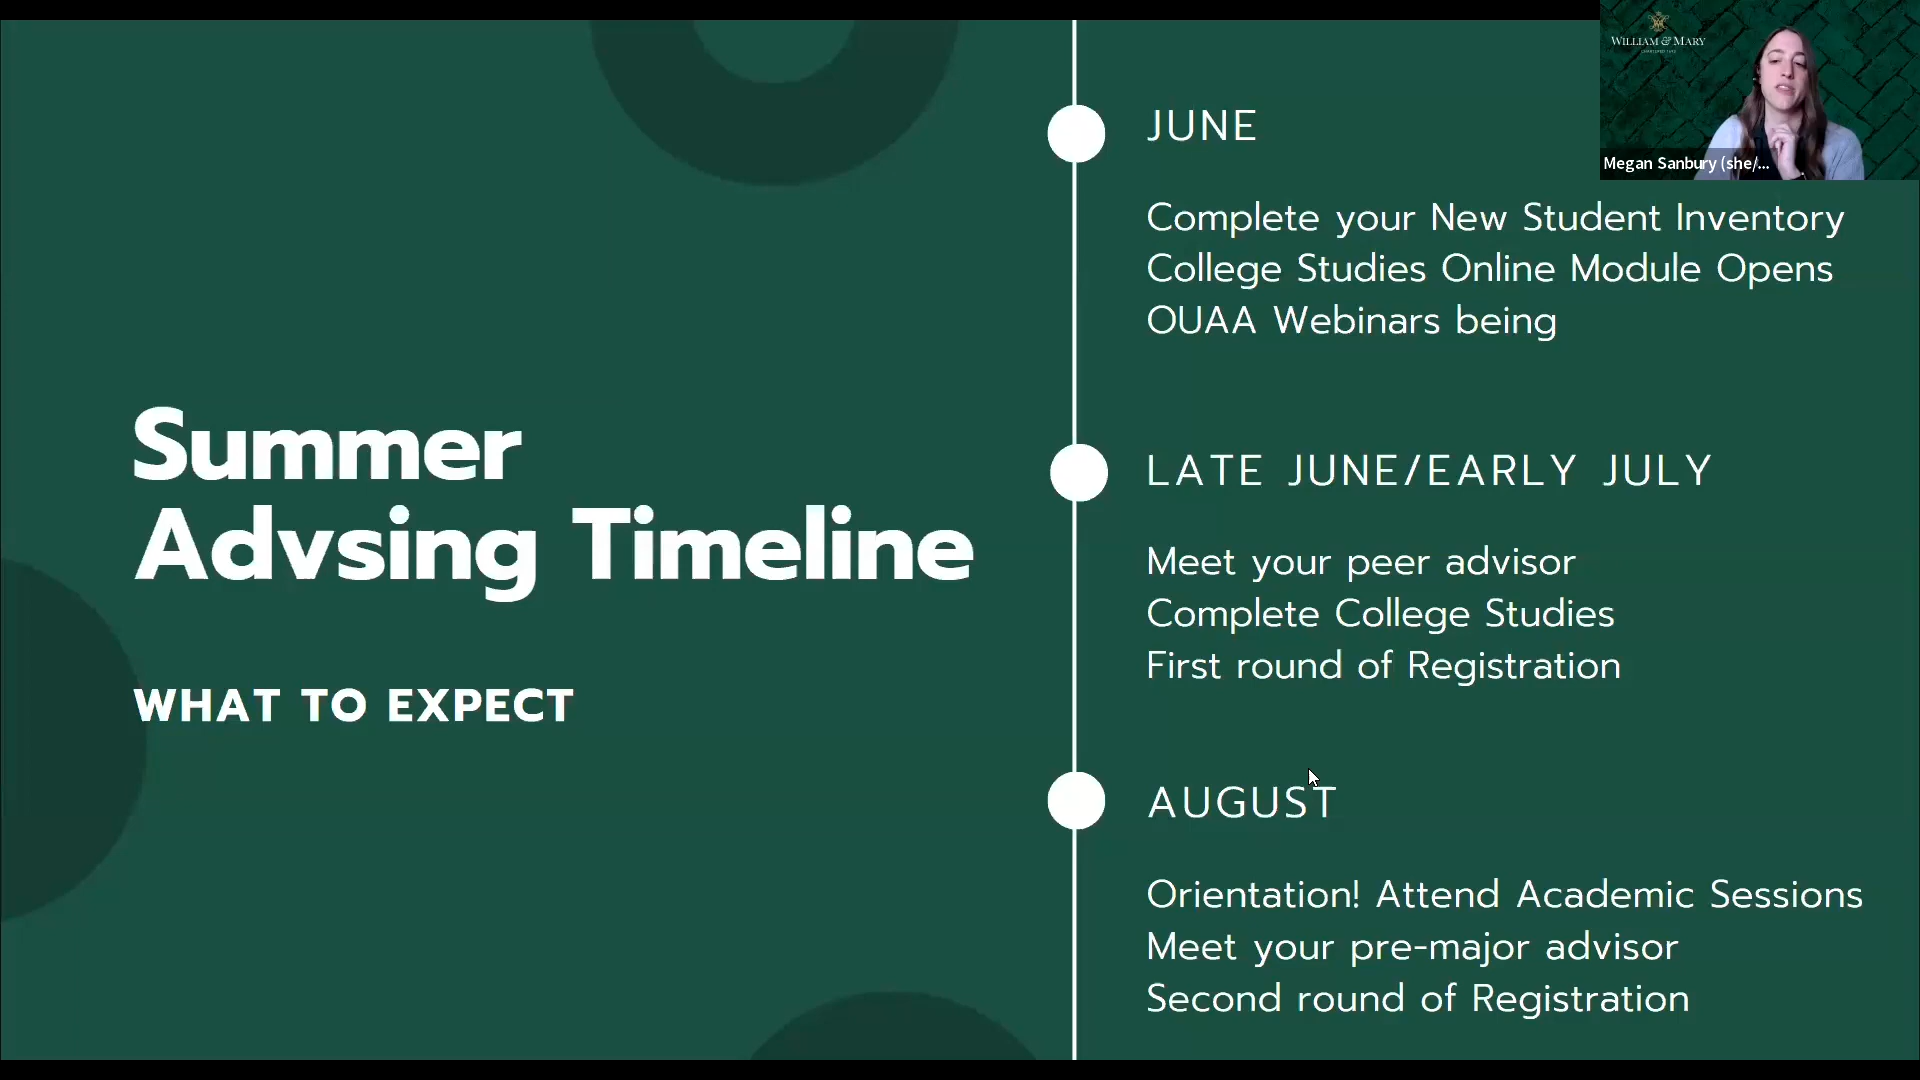 Summer
Advsing Timeline
WHAT TO EXPECT
JUNE
Complete your New Student Inventory
College Studies Online Module Opens
OUAA Webinars being
LATE JUNE/EARLY JULY
Meet your peer advisor
Complete College Studies
First round of Registration
AUGUST
Orientation! Attend Academic Sessions
Meet your pre-major advisor
Second round of Registration
WILLIAM & MARY
Megan Sanbury (she/...